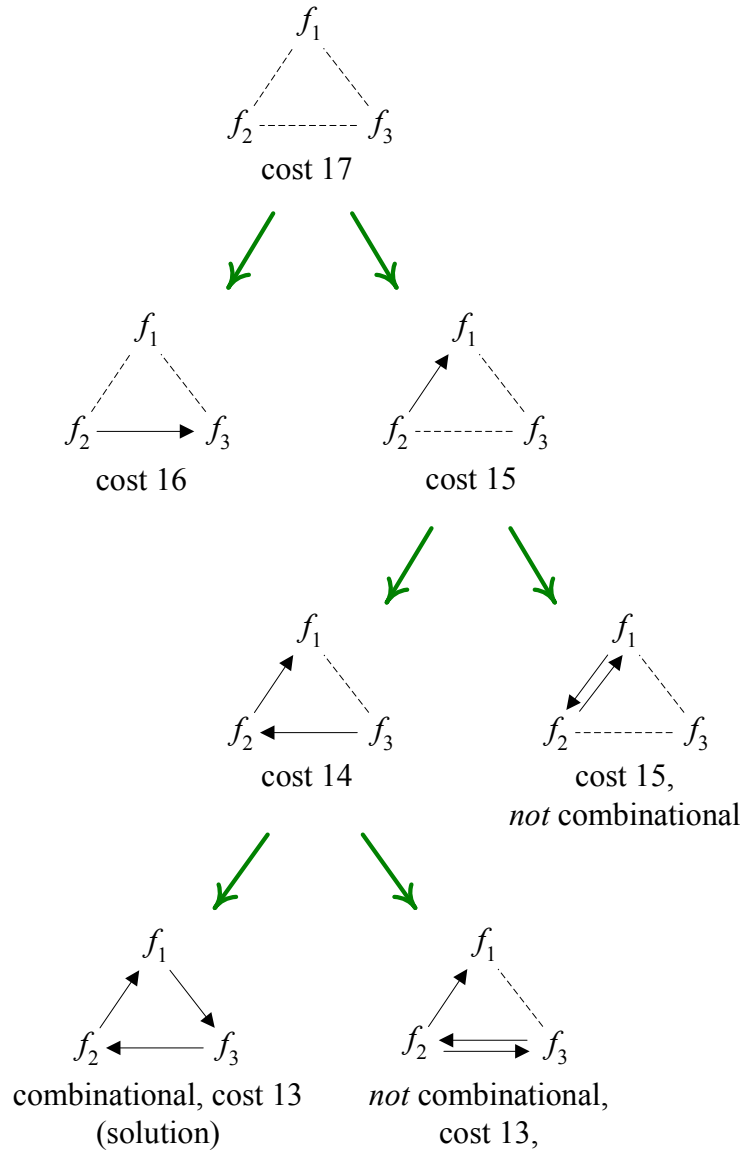 f1
f2 f3
cost 17
f1
f2 f3
cost 16
f1
f2 f3
cost 15
f1
f2 f3
cost 14
f1
f2 f3
cost 15,
not combinational
f1
f2 f3
combinational, cost 13
(solution)
f1
f2 f3
not combinational,
cost 13,